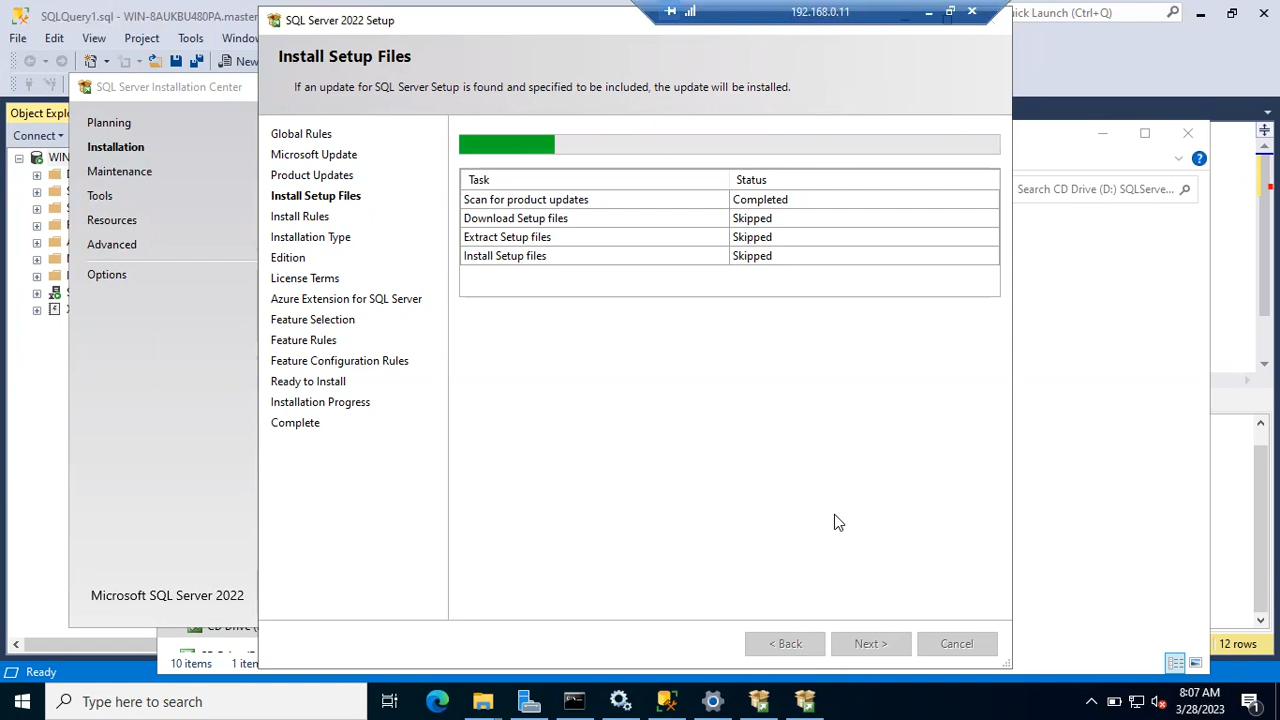 SQLQuery1.sql - WIN-8AUKBU480PA.master
192.168.0.11
Quick Launch (Ctrl+Q)
File Edit View Project Tools Window
New
Object Explo
Connect
WIN
SQL Server Installation Center
Planning
Installation
Maintenance
Tools
Resources
Advanced
Options
Microsoft SQL Server 2022
SQL Server 2022 Setup
Install Setup Files
If an update for SQL Server Setup is found and specified to be included, the update will be installed.
Global Rules
Microsoft Update
Product Updates
Install Setup Files
Install Rules
Installation Type
Edition
License Terms
Azure Extension for SQL Server
Feature Selection
Feature Rules
Feature Configuration Rules
Ready to Install
Installation Progress
Complete
Task Status
Scan for product updates Completed
Download Setup files Skipped
Extract Setup files Skipped
Install Setup files Skipped
< Back Next > Cancel
Search CD Drive (D:) SQLServe...
10 items 1 iter
12 rows
Ready
Type here to search
8:07 AM
3/28/2023
1